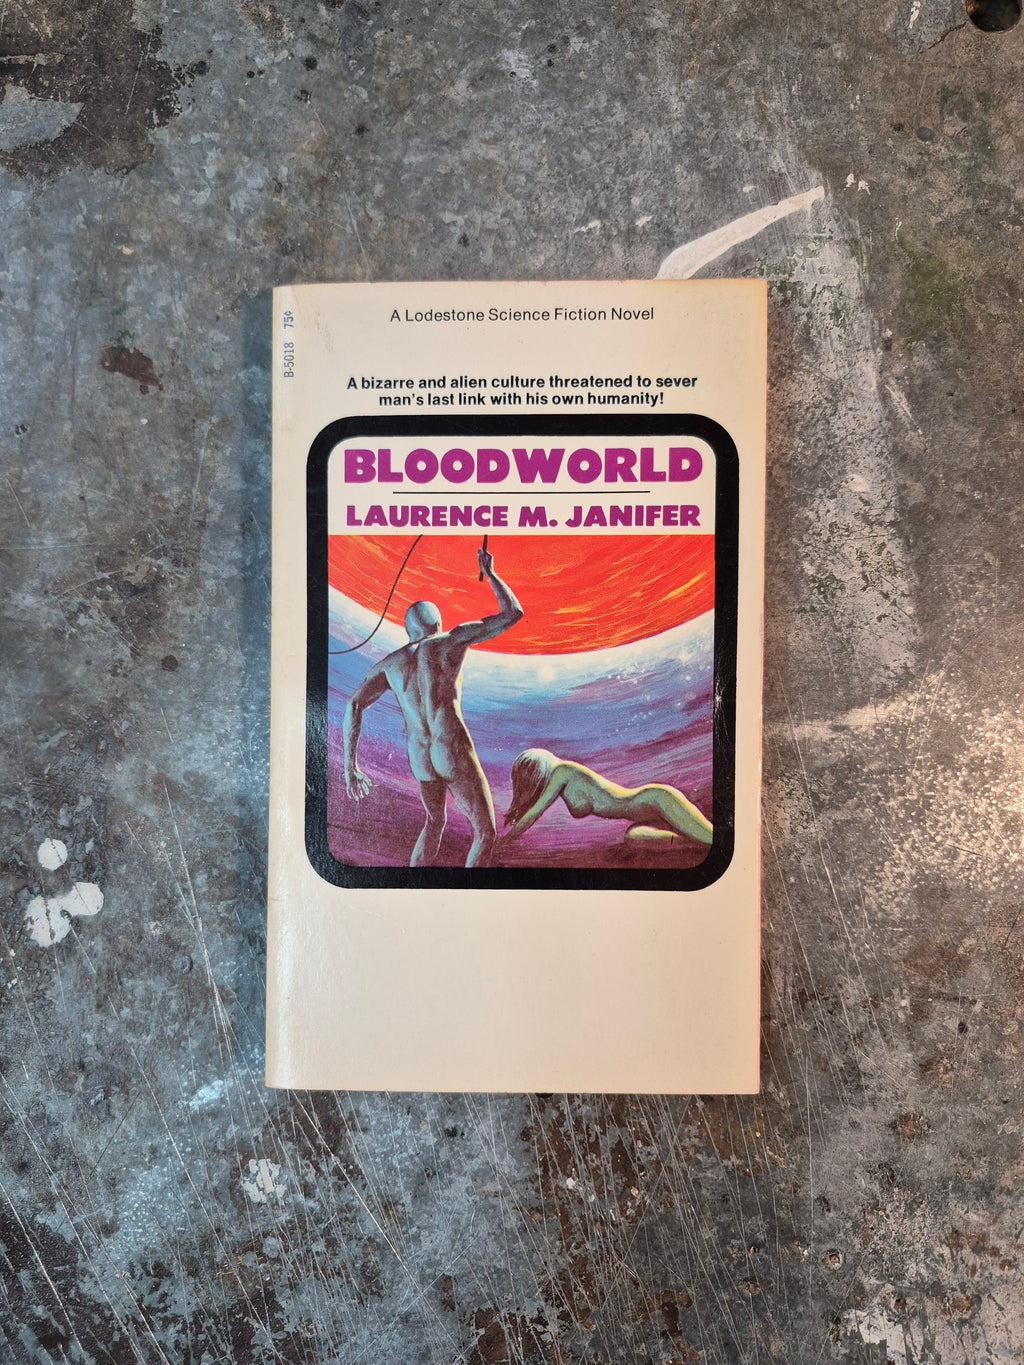 A Lodestone Science Fiction Novel
B-5018 75¢
A bizarre and alien culture threatened to sever
man's last link with his own humanity!
BLOODWORLD
LAURENCE M. JANIFER